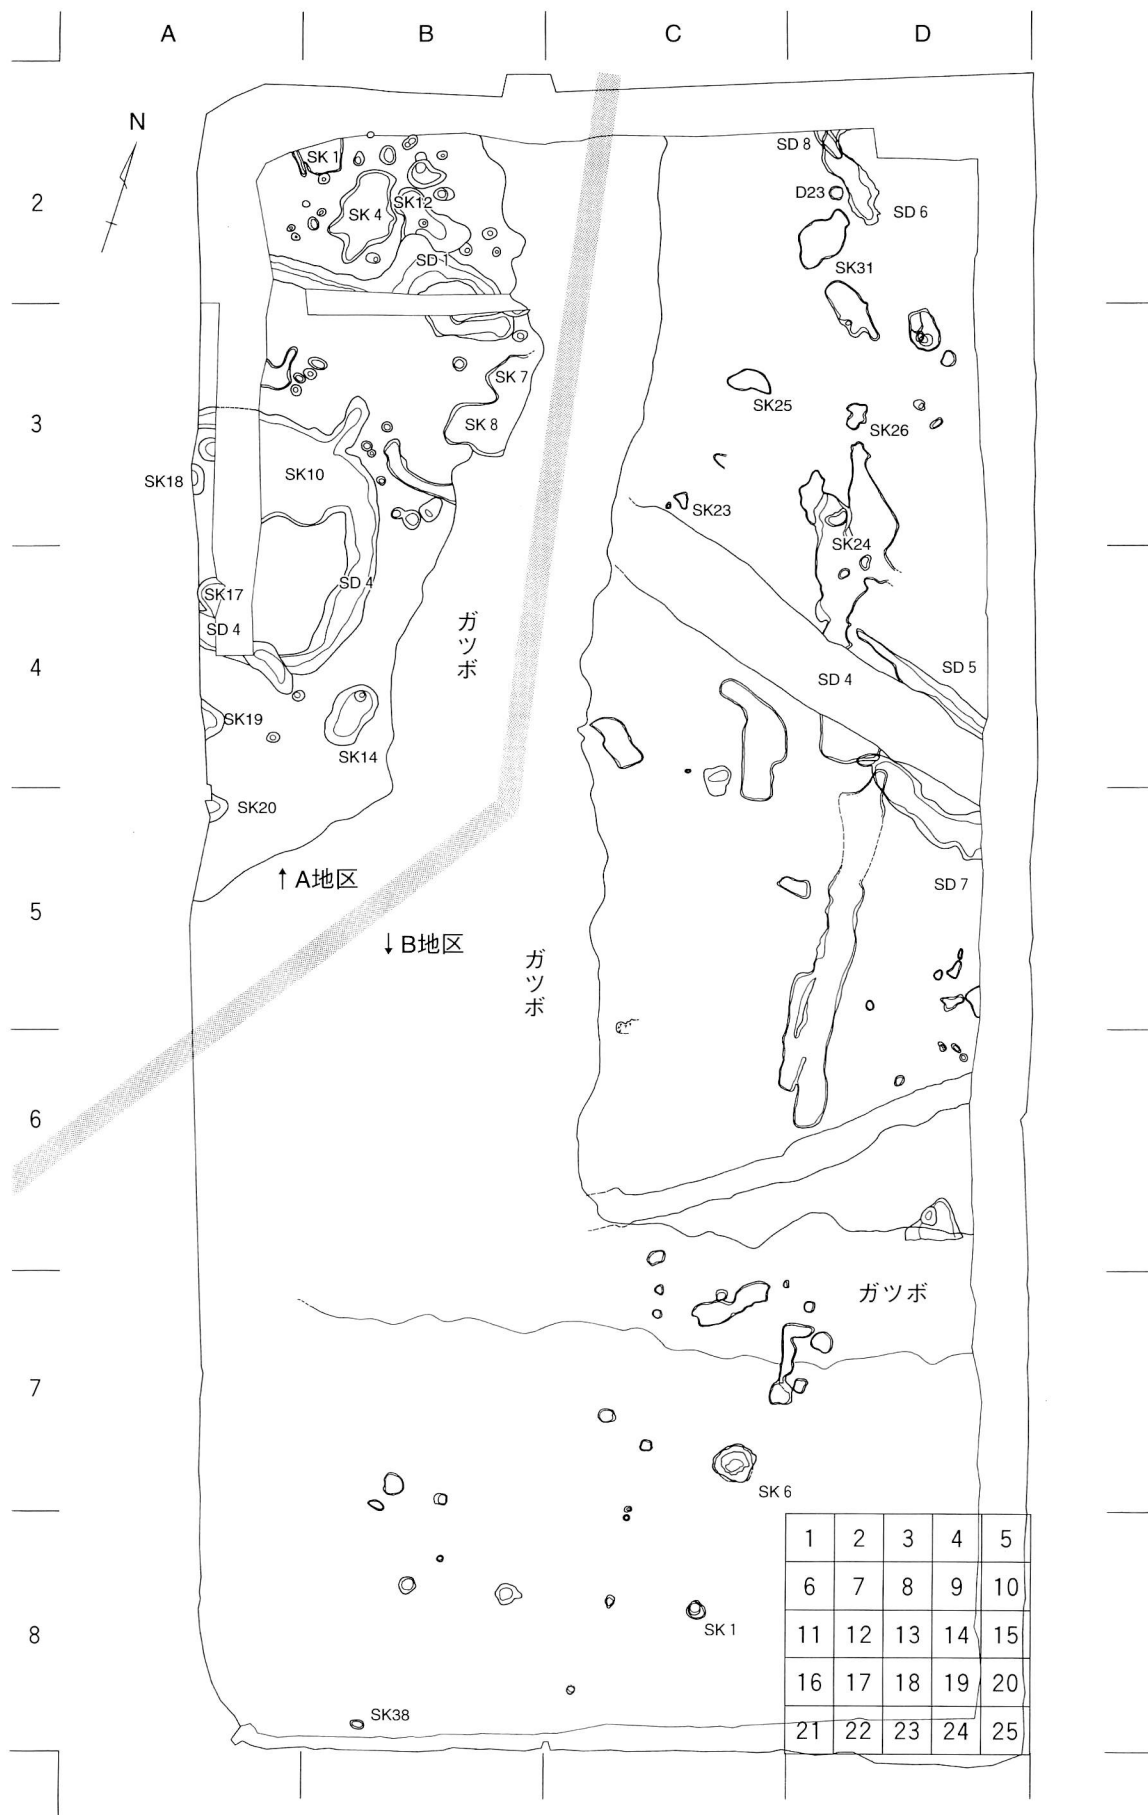 A B C D
N
2
SK 1
SD 8
SK 4
SK12
D23
SD 6
SD 1
SK31
SK 7
SK25
3
SK 8
SK26
SK18
SK10
SK23
SK24
SK17
SD 4
SD 4
ガツボ
4
SD 4
SD 5
SK19
SK14
SK20
↑A地区
SD 7
5
↓B地区
ガツボ
6
ガツボ
7
SK 6
1 2 3 4 5
6 7 8 9 10
8
SK 1
11 12 13 14 15
16 17 18 19 20
SK38
21 22 23 24 25